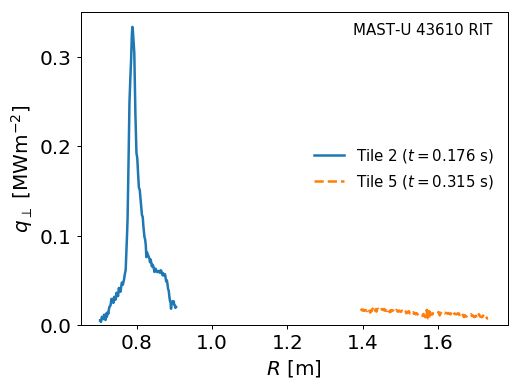 MAST-U 43610 RIT
Tile 2 (t = 0.176 s)
Tile 5 (t = 0.315 s)
q⊥ [MWm⁻²]
0.3
0.2
0.1
0.0
0.8 1.0 1.2 1.4 1.6
R [m]